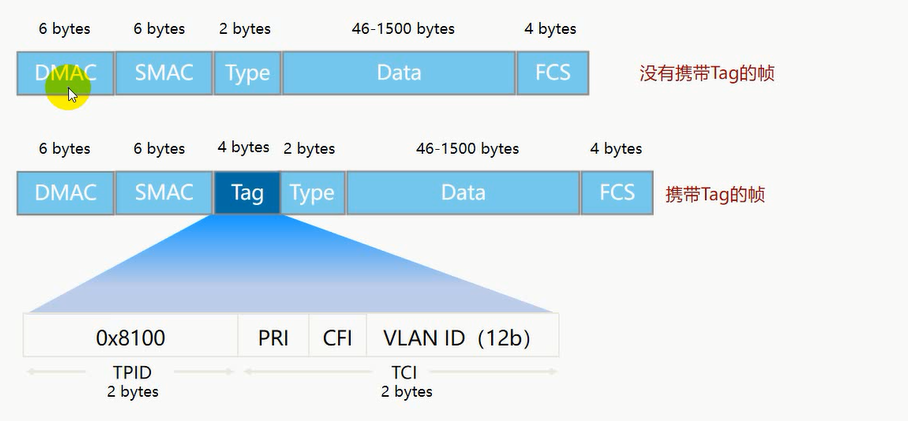 6 bytes 6 bytes 2 bytes 46-1500 bytes 4 bytes
DMAC SMAC Type Data FCS 没有携带Tag的帧
6 bytes 6 bytes 4 bytes 2 bytes 46-1500 bytes 4 bytes
DMAC SMAC Tag Type Data FCS 携带Tag的帧
0x8100 PRI CFI VLAN ID（12b）
TPID TCI
2 bytes 2 bytes